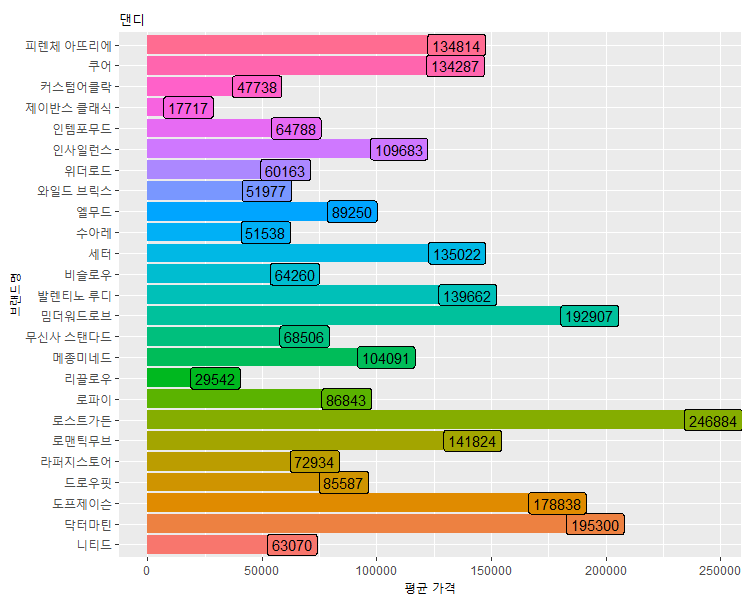 댄디
피렌체 아뜨리에 134814
쿠어 134287
커스텀어클락 47738
제이반스 클래식 17717
인템포무드 64788
인사일런스 109683
위더로드 60163
와일드 브릭스 51977
엘무드 89250
수아레 51538
세터 135022
비슬로우 64260
발렌티노 루디 139662
밈더워드로브 192907
무신사 스탠다드 68506
메종미네드 104091
리끌로우 29542
로파이 86843
로스트가든 246884
로맨틱무브 141824
라퍼지스토어 72934
드로우핏 85587
도프제이슨 178838
닥터마틴 195300
니티드 63070
브랜드명
0 50000 100000 150000 200000 250000
평균 가격